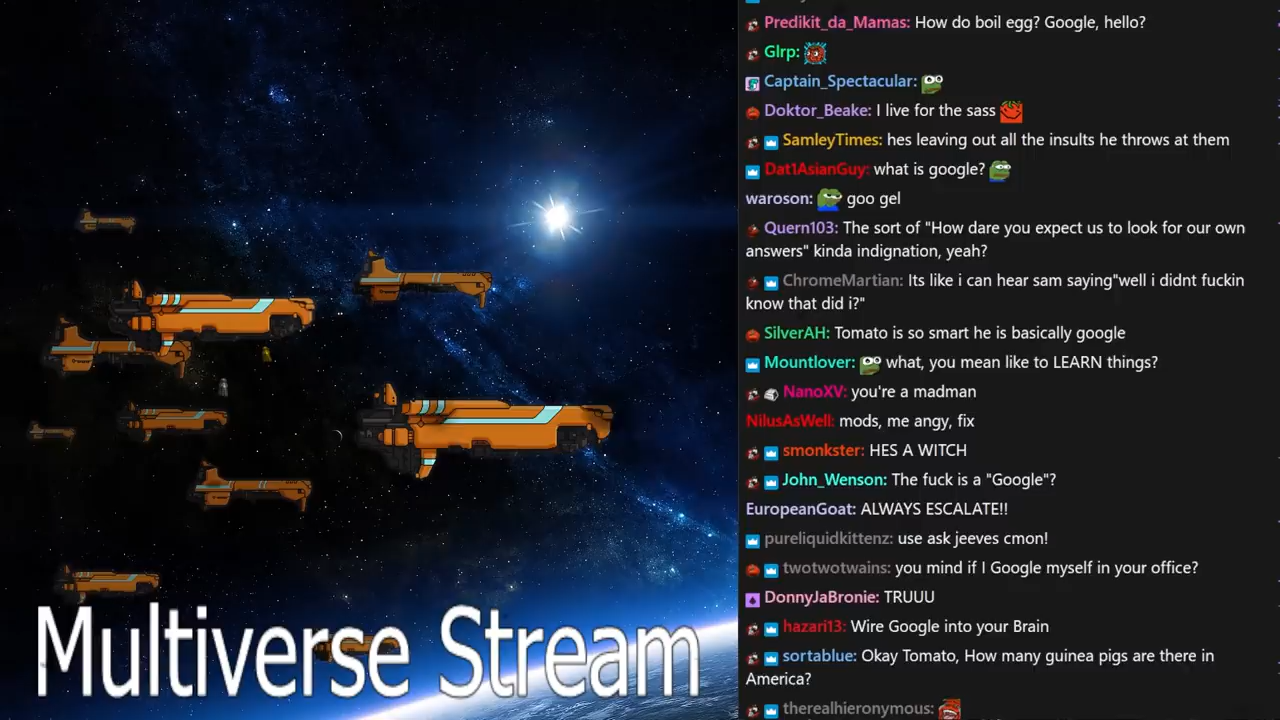 Predikit_da_Mamas: How do boil egg? Google, hello?
Glrp:
Captain_Spectacular:
Doktor_Beake: I live for the sass
SamleyTimes: hes leaving out all the insults he throws at them
Dat1AsianGuy: what is google?
waroson: goo gel
Quern103: The sort of "How dare you expect us to look for our own
answers" kinda indignation, yeah?
ChromeMartian: Its like i can hear sam saying"well i didnt fuckin
know that did i?"
SilverAH: Tomato is so smart he is basically google
Mountlover: what, you mean like to LEARN things?
NanoXV: you're a madman
NilusAsWell: mods, me angy, fix
smonkster: HES A WITCH
John_Wenson: The fuck is a "Google"?
EuropeanGoat: ALWAYS ESCALATE!!
pureliquidkittenz: use ask jeeves cmon!
twotwotwains: you mind if I Google myself in your office?
DonnyJaBronie: TRUUU
hazari13: Wire Google into your Brain
sortablue: Okay Tomato, How many guinea pigs are there in
America?
therealhieronymous:
Multiverse Stream